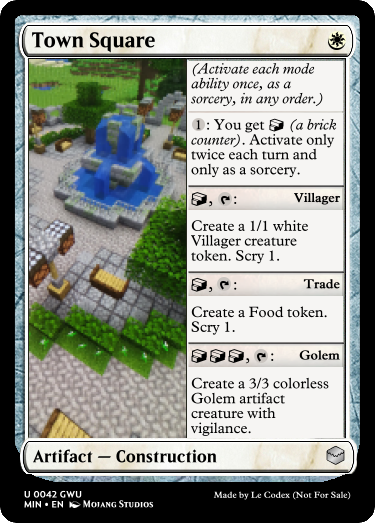 Town Square
(Activate each mode
ability once, as a
sorcery, in any order.)
1: You get (a brick
counter). Activate only
twice each turn and
only as a sorcery.
, : Villager
Create a 1/1 white
Villager creature
token. Scry 1.
, : Trade
Create a Food token.
Scry 1.
, : Golem
Create a 3/3 colorless
Golem artifact
creature with
vigilance.
Artifact — Construction
U 0042 GWU
MIN • EN Mojang Studios
Made by Le Codex (Not For Sale)